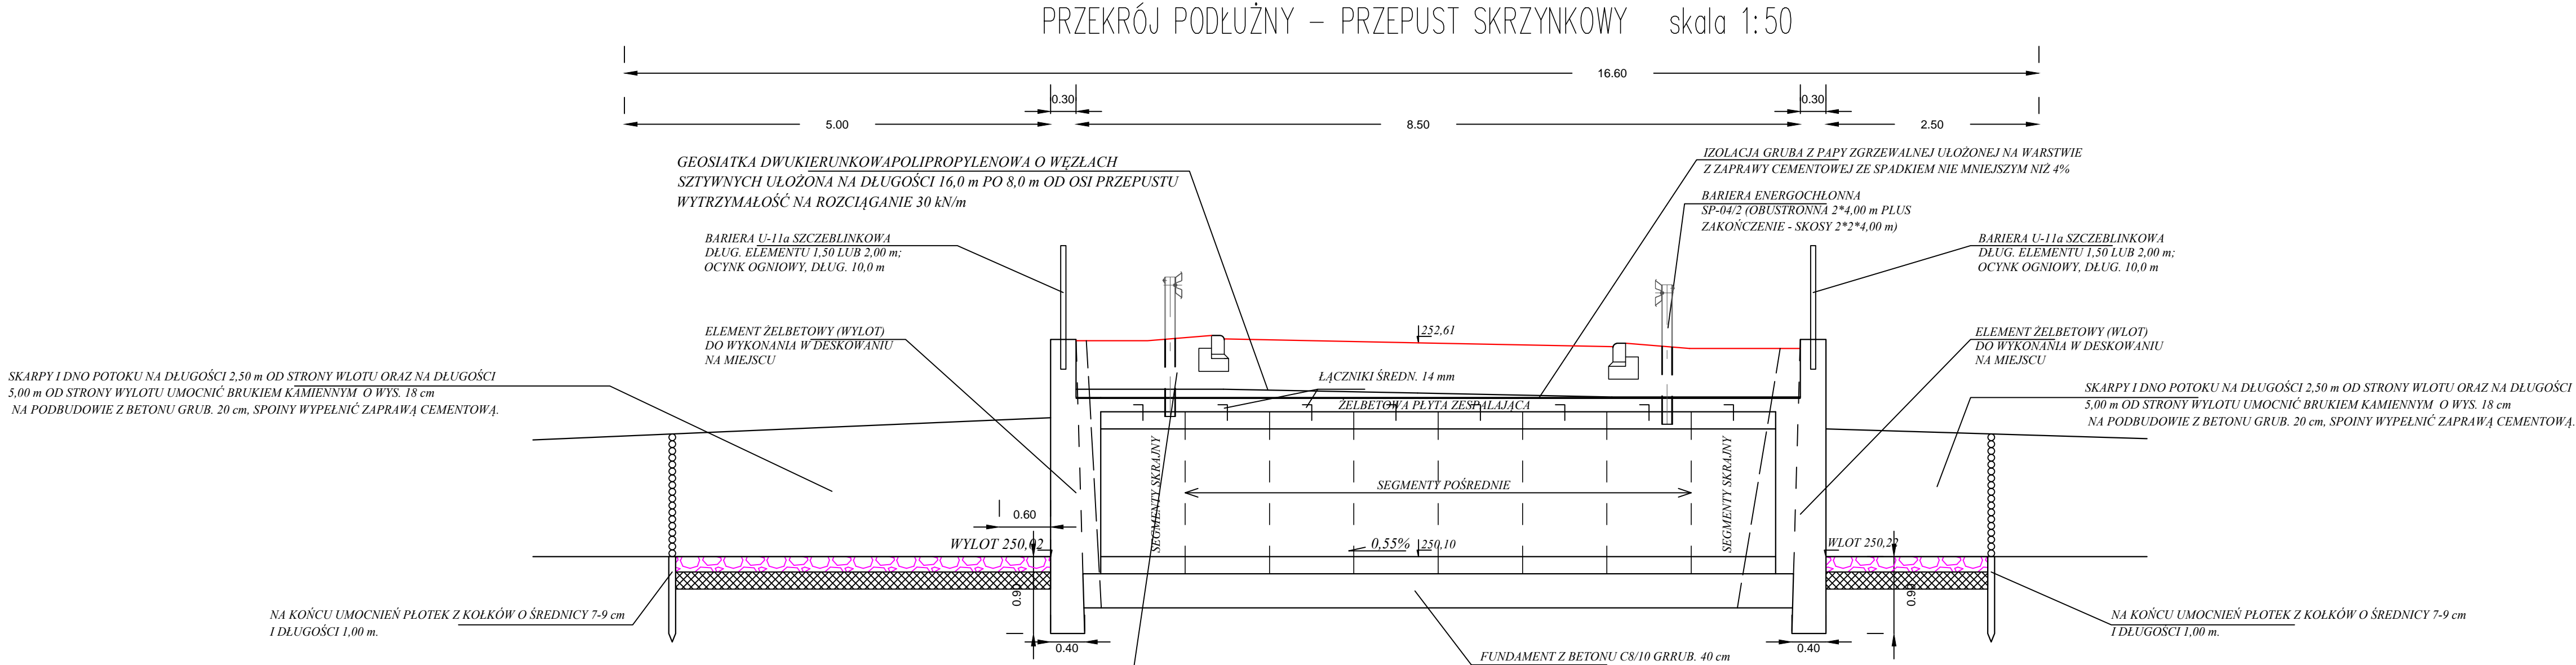 PRZEKRÓJ PODŁUŻNY – PRZEPUST SKRZYNKOWY skala 1:50
16.60
0.30
0.30
5.00
8.50
2.50
GEOSIATKA DWUKIERUNKOWAPOLIPROPYLENOWA O WĘZŁACH
SZTYWNYCH UŁOŻONA NA DŁUGOŚCI 16,0 m PO 8,0 m OD OSI PRZEPUSTU
WYTRZYMAŁOŚĆ NA ROZCIĄGANIE 30 kN/m
IZOLACJA GRUBA Z PAPY ZGRZEWALNEJ UŁOŻONEJ NA WARSTWIE
Z ZAPRAWY CEMENTOWEJ ZE SPADKIEM NIE MNIEJSZYM NIŻ 4%
BARIERA ENERGOCHŁONNA
SP-04/2 (OBUSTRONNA 2*4,00 m PLUS
ZAKOŃCZENIE - SKOSY 2*2*4,00 m)
BARIERA U-11a SZCZEBLINKOWA
DŁUG. ELEMENTU 1,50 LUB 2,00 m;
OCYNK OGNIOWY, DŁUG. 10,0 m
BARIERA U-11a SZCZEBLINKOWA
DŁUG. ELEMENTU 1,50 LUB 2,00 m;
OCYNK OGNIOWY, DŁUG. 10,0 m
ELEMENT ŻELBETOWY (WYLOT)
DO WYKONANIA W DESKOWANIU
NA MIEJSCU
252,61
ELEMENT ŻELBETOWY (WLOT)
DO WYKONANIA W DESKOWANIU
NA MIEJSCU
SKARPY I DNO POTOKU NA DŁUGOŚCI 2,50 m OD STRONY WLOTU ORAZ NA DŁUGOŚCI
5,00 m OD STRONY WYLOTU UMOCNIĆ BRUKIEM KAMIENNYM O WYS. 18 cm
NA PODBUDOWIE Z BETONU GRUB. 20 cm, SPOINY WYPEŁNIĆ ZAPRAWĄ CEMENTOWĄ.
ŁĄCZNIKI ŚREDN. 14 mm
ŻELBETOWA PŁYTA ZESPALAJĄCA
SKARPY I DNO POTOKU NA DŁUGOŚCI 2,50 m OD STRONY WLOTU ORAZ NA DŁUGOŚCI
5,00 m OD STRONY WYLOTU UMOCNIĆ BRUKIEM KAMIENNYM O WYS. 18 cm
NA PODBUDOWIE Z BETONU GRUB. 20 cm, SPOINY WYPEŁNIĆ ZAPRAWĄ CEMENTOWĄ.
SEGMENTY SKRAJNY
SEGMENTY POŚREDNIE
SEGMENTY SKRAJNY
0.60
WYLOT 250,02
0,55%
250,10
WLOT 250,22
NA KOŃCU UMOCNIEŃ PŁOTEK Z KOŁKÓW O ŚREDNICY 7-9 cm
I DŁUGOŚCI 1,00 m.
NA KOŃCU UMOCNIEŃ PŁOTEK Z KOŁKÓW O ŚREDNICY 7-9 cm
I DŁUGOŚCI 1,00 m.
0.40
0.40
FUNDAMENT Z BETONU C8/10 GRRUB. 40 cm